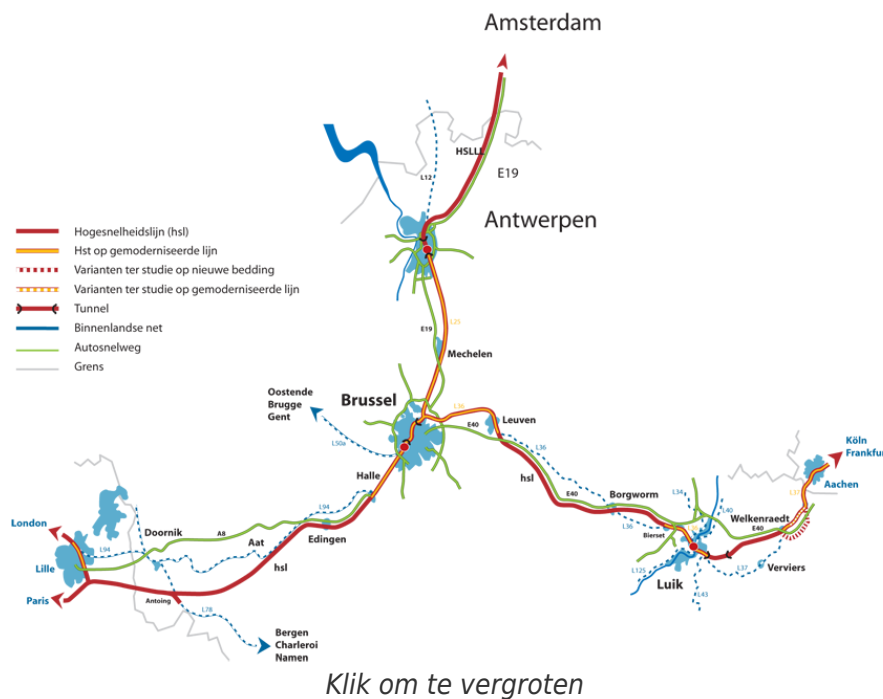 Amsterdam
HSLLL
L12
E19
Antwerpen
Hogesnelheidslijn (hsl)
Hst op gemoderniseerde lijn
Varianten ter studie op nieuwe bedding
Varianten ter studie op gemoderniseerde lijn
Tunnel
Binnenlandse net
Autosnelweg
Grens
E19
L25
Mechelen
Oostende
Brugge
Gent
Brussel
L36
Leuven
E40
L50a
L36
Köln
Frankfur
Halle
hsl
Aachen
E40
Borgworm
L34
L40
L37
Welkenraedt
E40
L94
L36
Bierset
London
Doornik
A8
Edingen
L94
Aat
hsl
Lille
L125
Luik
L37
Verviers
L43
Paris
Antoing
L78
Bergen
Charleroi
Namen
Klik om te vergroten